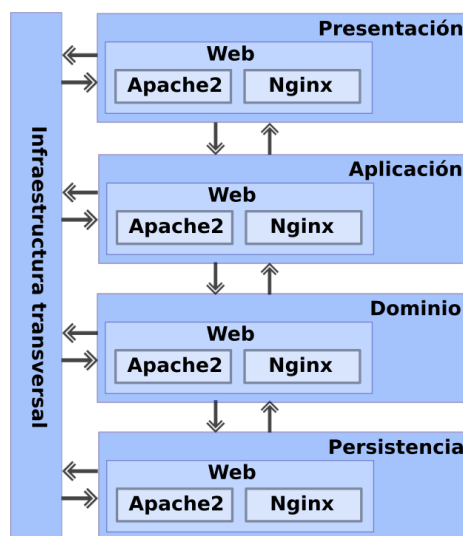 Infraestructura transversal
Presentación
Web
Apache2 Nginx
Aplicación
Web
Apache2 Nginx
Dominio
Web
Apache2 Nginx
Persistencia
Web
Apache2 Nginx